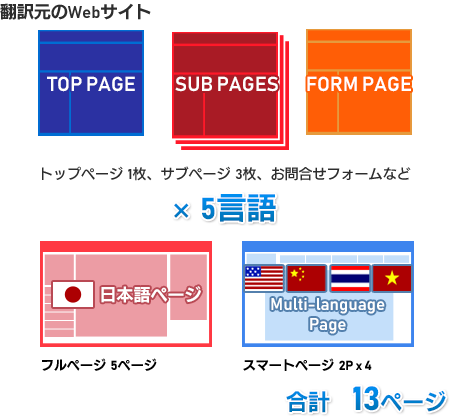 翻訳元のWebサイト
TOP PAGE SUB PAGES FORM PAGE
トップページ 1枚、サブページ 3枚、お問合せフォームなど
× 5言語
日本語ページ
Multi-language
Page
フルページ 5ページ
スマートページ 2P x 4
合計 13ページ